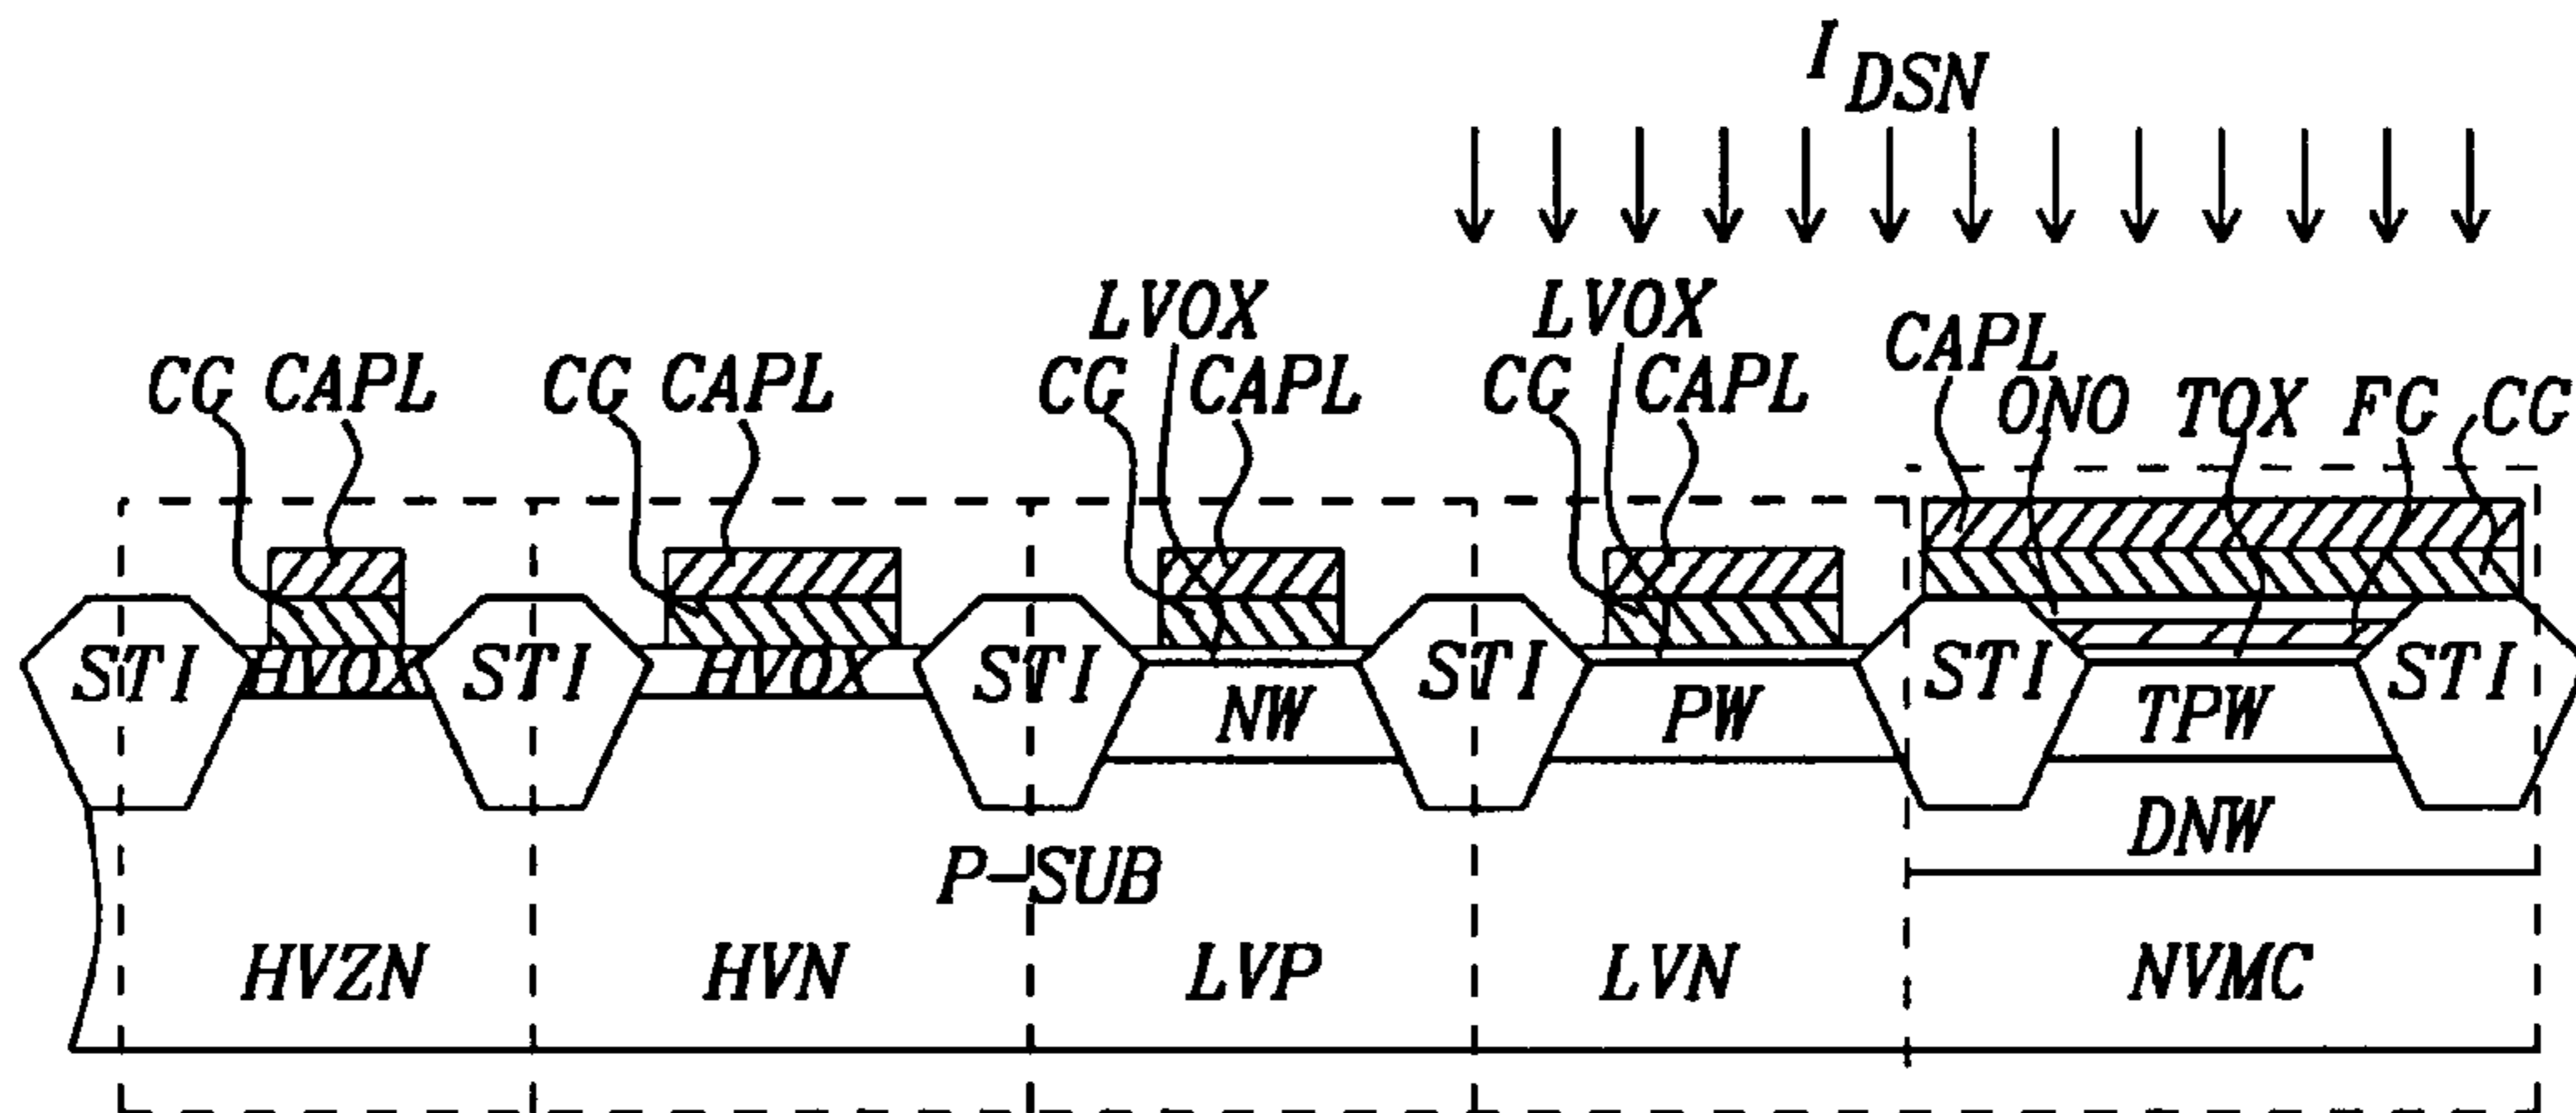 I DSN
LVOX LVOX
CG CAPL CG CAPL CG CAPL CG CAPL CAPL ONO TOX FG CG
STI HVOX STI HVOX STI NW STI PW STI TPW STI
P-SUB DNW
HVZN HVN LVP LVN NVMC